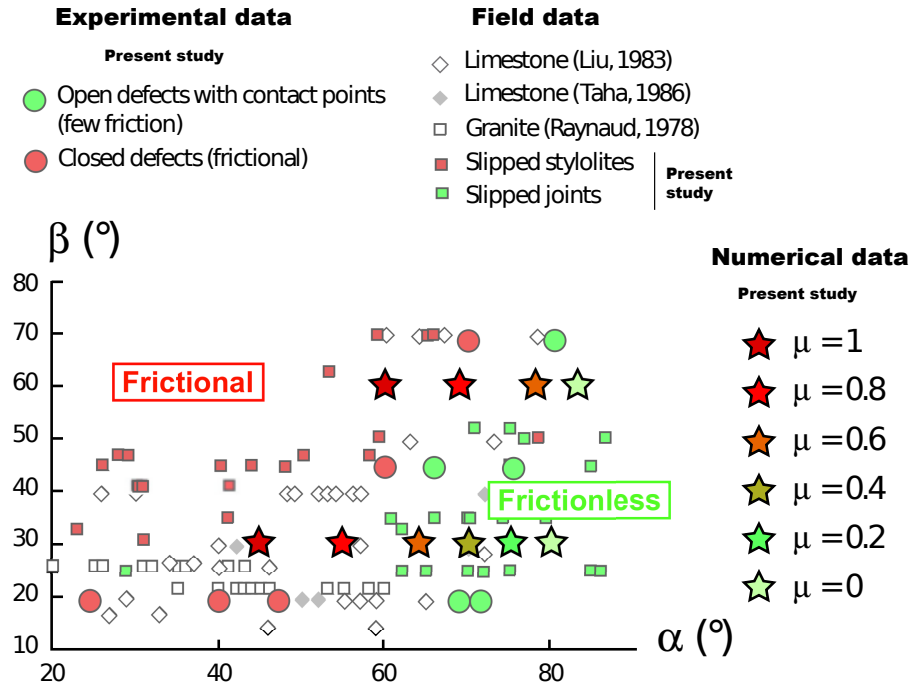 Experimental data
Present study
Open defects with contact points
(few friction)
Closed defects (frictional)
Field data
Limestone (Liu, 1983)
Limestone (Taha, 1986)
Granite (Raynaud, 1978)
Slipped stylolites
Slipped joints
Present
study
β (°)
80
70
60
50
40
30
20
10
20
40
60
80
α (°)
Frictional
Frictionless
Numerical data
Present study
μ = 1
μ = 0.8
μ = 0.6
μ = 0.4
μ = 0.2
μ = 0